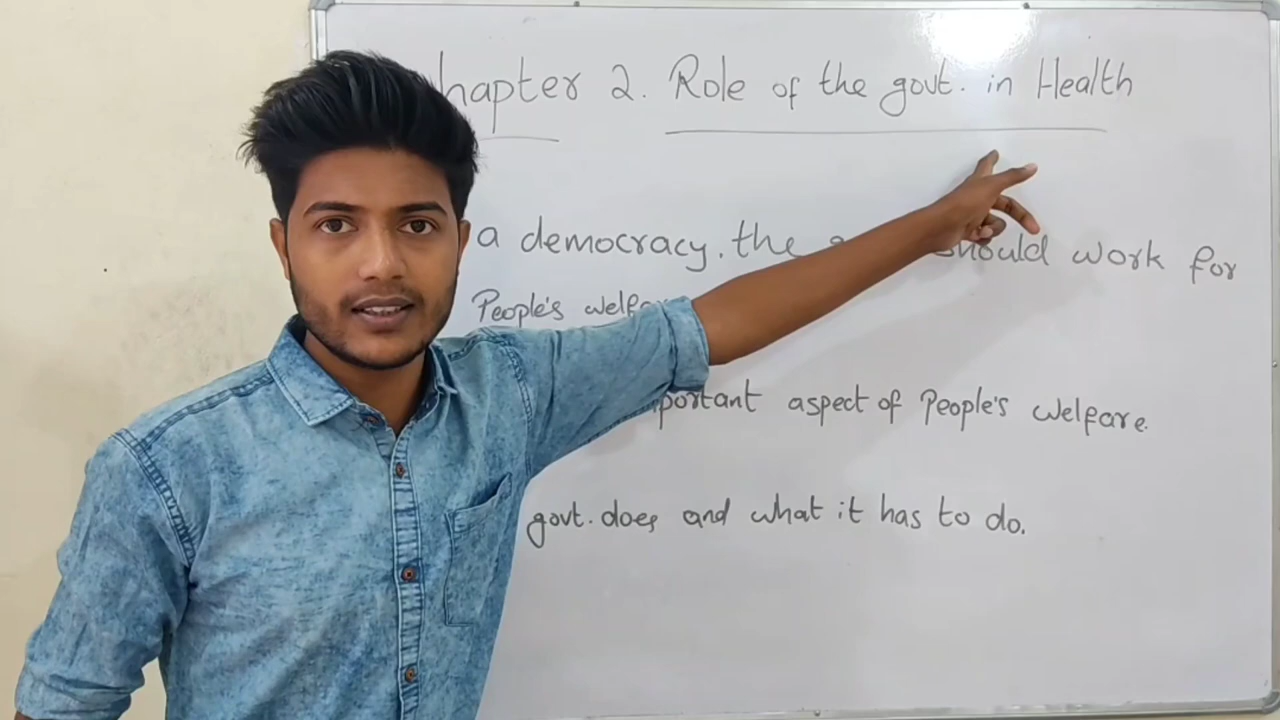 hapter 2. Role of the govt. in Health
a democracy. the should work for
People's welf
portant aspect of People's welfare.
govt. does and what it has to do.